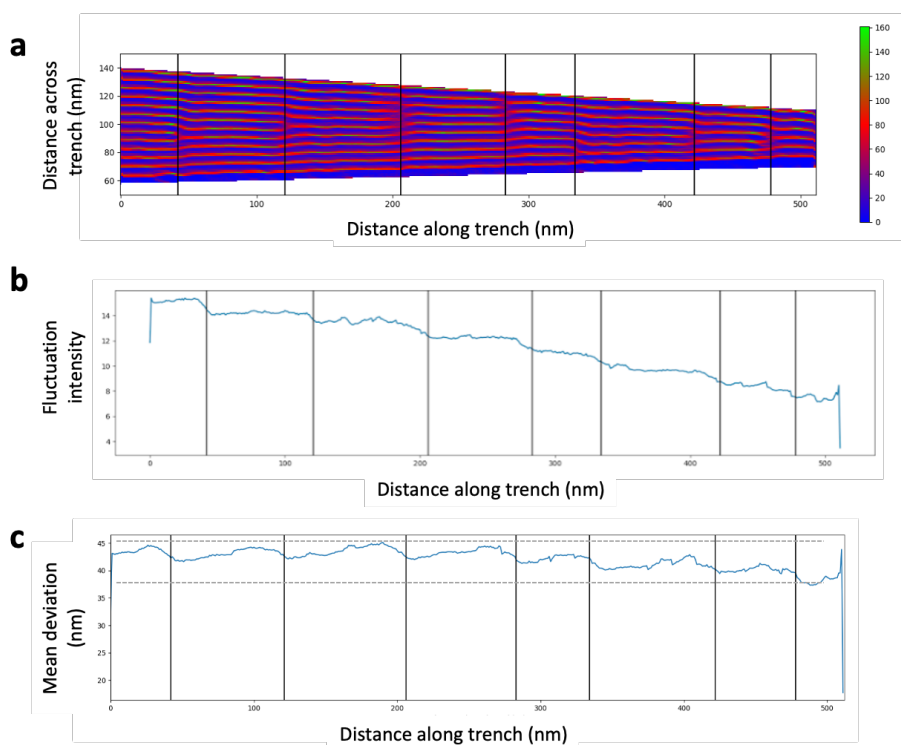 a
Distance across
trench (nm)
140
120
100
80
60
0 100 200 300 400 500
160
140
120
100
80
60
40
20
0
Distance along trench (nm)
b
Fluctuation
intensity
14
12
10
8
6
4
0 100 200 300 400 500
Distance along trench (nm)
c
Mean deviation
(nm)
45
40
35
30
25
20
0 100 200 300 400 500
Distance along trench (nm)